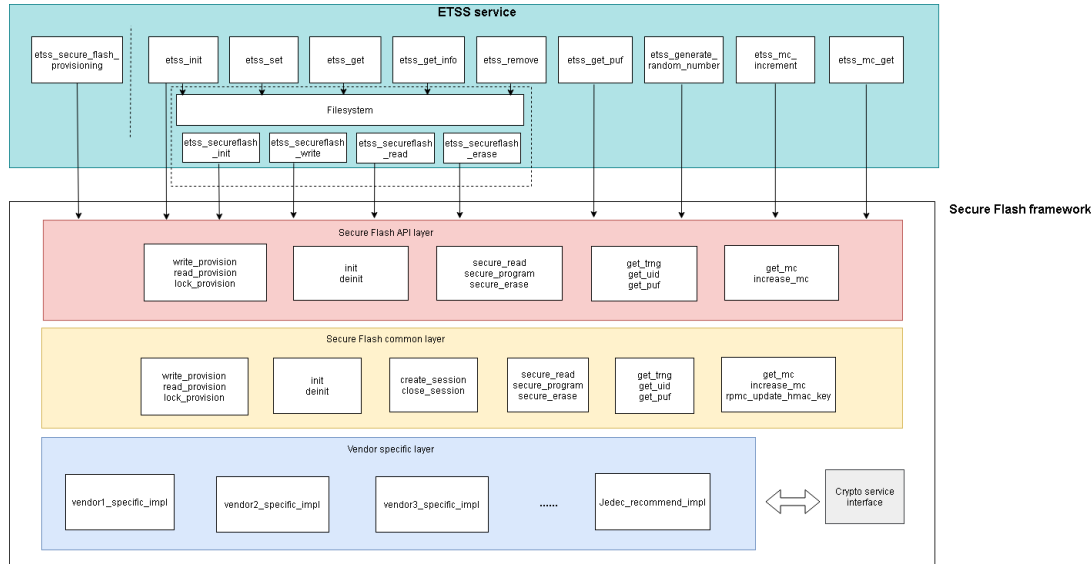 ETSS service
etss_secure_flash_
provisioning
etss_init
etss_set
etss_get
etss_get_info
etss_remove
etss_get_puf
etss_generate_
random_number
etss_mc_
increment
etss_mc_get
Filesystem
etss_secureflash
_init
etss_secureflash
_write
etss_secureflash
_read
etss_secureflash
_erase
Secure Flash framework
Secure Flash API layer
write_provision
read_provision
lock_provision
init
deinit
secure_read
secure_program
secure_erase
get_trng
get_uid
get_puf
get_mc
increase_mc
Secure Flash common layer
write_provision
read_provision
lock_provision
init
deinit
create_session
close_session
secure_read
secure_program
secure_erase
get_trng
get_uid
get_puf
get_mc
increase_mc
rpmc_update_hmac_key
Vendor specific layer
vendor1_specific_impl
vendor2_specific_impl
vendor3_specific_impl
......
Jedec_recommend_impl
Crypto service
interface